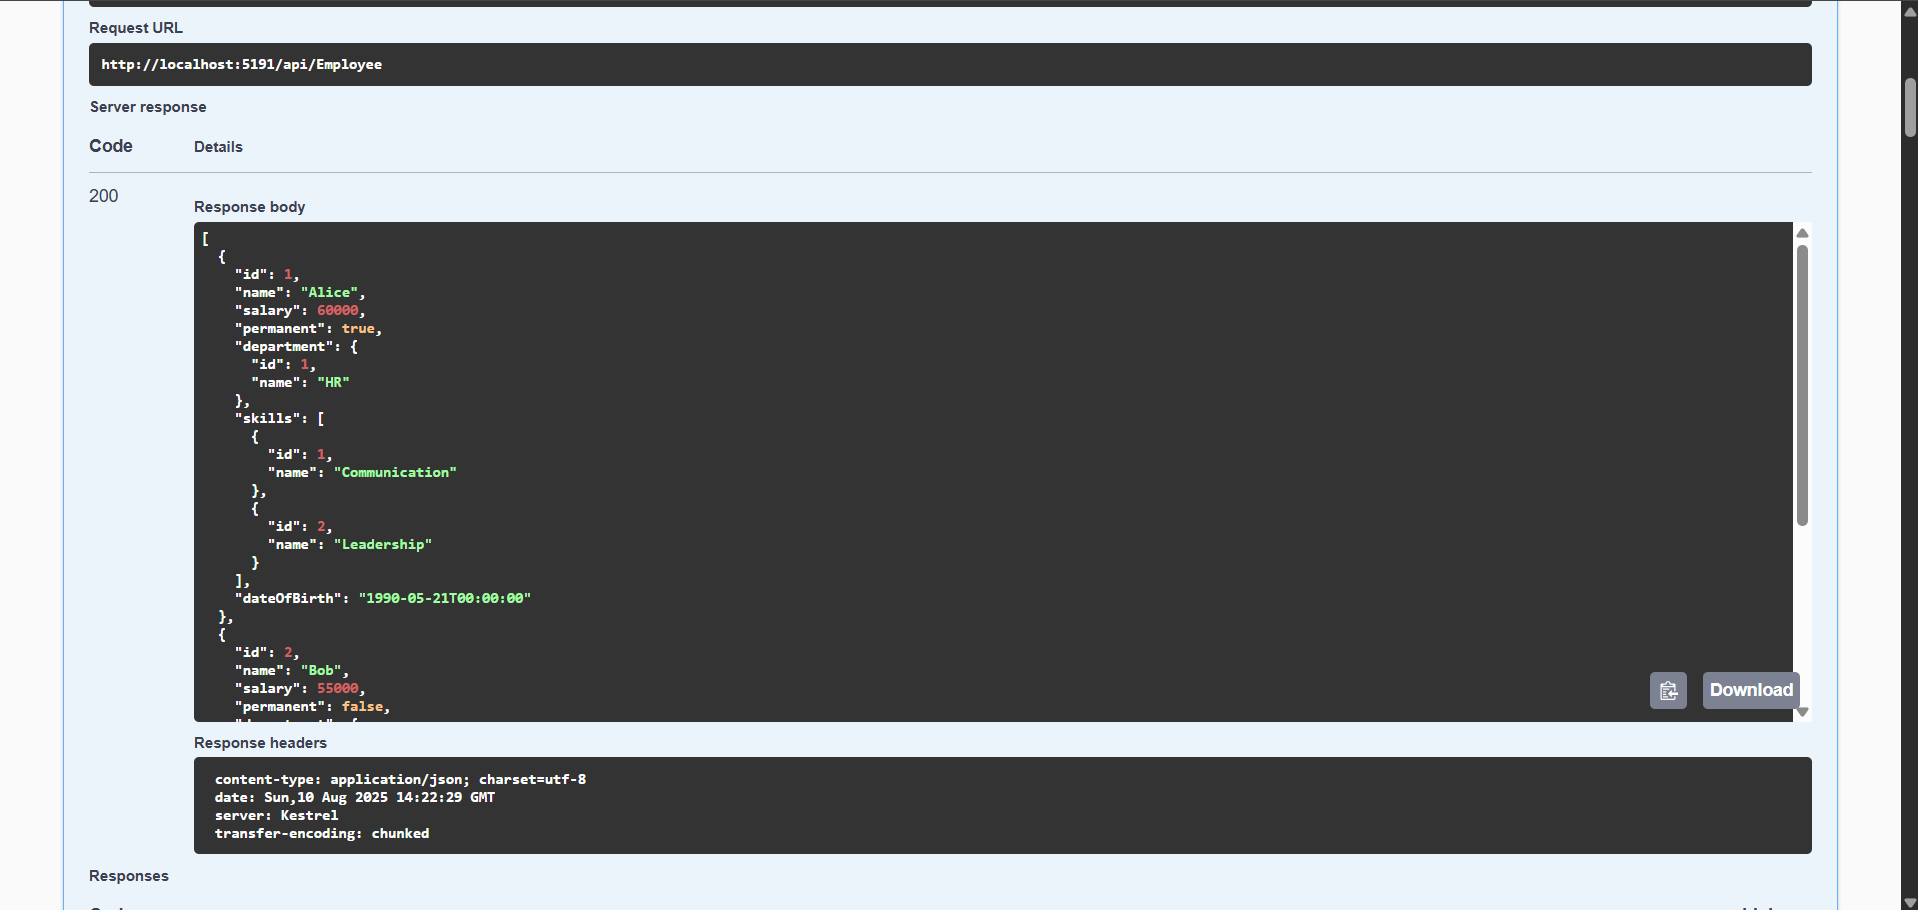 Request URL
http://localhost:5191/api/Employee
Server response
Code Details
200
Response body
[
  {
    "id": 1,
    "name": "Alice",
    "salary": 60000,
    "permanent": true,
    "department": {
      "id": 1,
      "name": "HR"
    },
    "skills": [
      {
        "id": 1,
        "name": "Communication"
      },
      {
        "id": 2,
        "name": "Leadership"
      }
    ],
    "dateOfBirth": "1990-05-21T00:00:00"
  },
  {
    "id": 2,
    "name": "Bob",
    "salary": 55000,
    "permanent": false,
Download
Response headers
content-type: application/json; charset=utf-8
date: Sun,10 Aug 2025 14:22:29 GMT
server: Kestrel
transfer-encoding: chunked
Responses